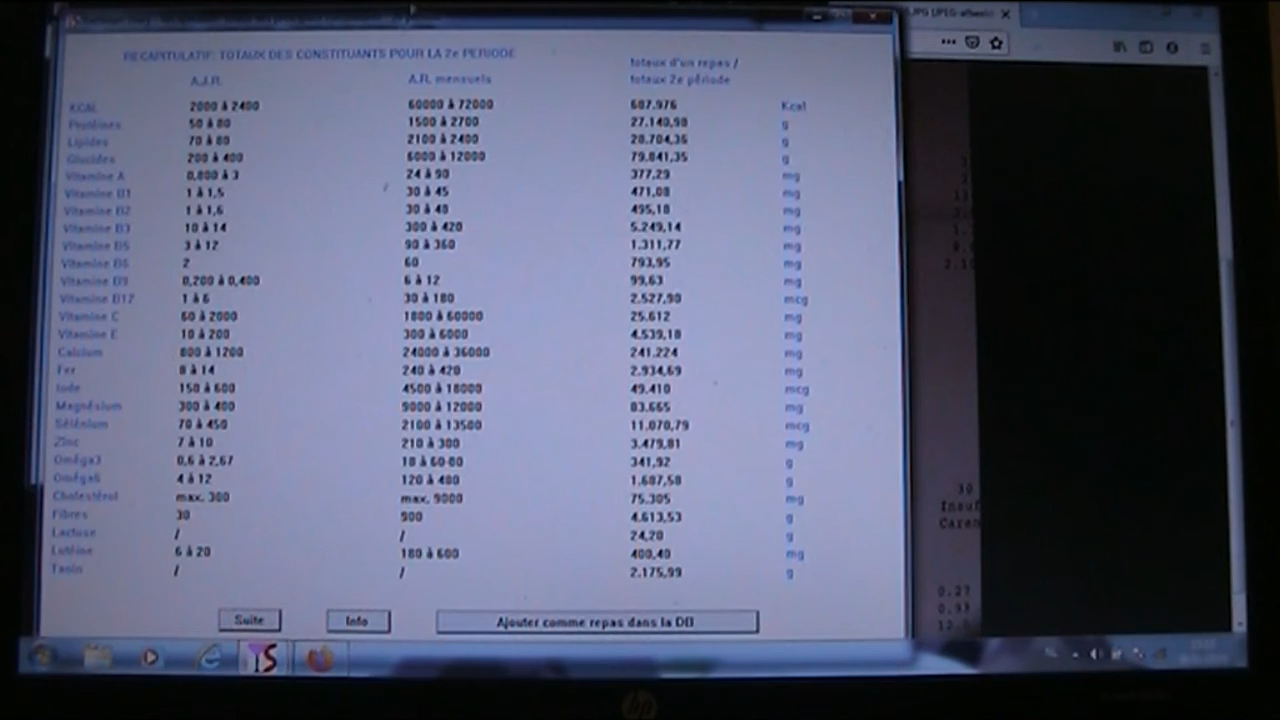 RECAPITULATIF: TOTAUX DES CONSTITUANTS POUR LA 2e PERIODE
A.J.R. A.R. mensuels totaux d'un repas / totaux 2e période
KCAL 2000 à 2400 60000 à 72000 687.976 Kcal
Protéines 50 à 80 1500 à 2700 27.140,98 g
Lipides 70 à 80 2100 à 2400 28.704,36 g
Glucides 200 à 400 6000 à 12000 79.841,35 g
Vitamine A 0,800 à 3 24 à 90 377,29 mg
Vitamine B1 1 à 1,5 30 à 45 471,08 mg
Vitamine B2 1 à 1,6 30 à 48 495,18 mg
Vitamine B3 10 à 14 300 à 420 5.249,14 mg
Vitamine B5 3 à 12 90 à 360 1.311,77 mg
Vitamine B6 2 60 793,95 mg
Vitamine B9 0,200 à 0,400 6 à 12 99,63 mg
Vitamine B12 1 à 6 30 à 180 2.527,90 mcg
Vitamine C 60 à 2000 1800 à 60000 25.612 mg
Vitamine E 10 à 200 300 à 6000 4.539,18 mg
Calcium 800 à 1200 24000 à 36000 241.224 mg
Fer 8 à 14 240 à 420 2.934,69 mg
Iode 150 à 600 4500 à 18000 49.410 mcg
Magnésium 300 à 400 9000 à 12000 83.665 mg
Sélénium 70 à 450 2100 à 13500 11.070,79 mcg
Zinc 7 à 10 210 à 300 3.479,81 mg
Oméga3 0,6 à 2,67 18 à 60-80 341,92 g
Oméga6 4 à 12 120 à 480 1.687,58 g
Cholestérol max. 300 max. 9000 75.305 mg
Fibres 30 900 4.613,53 g
Lactose / / 24,20 g
Lutéine 6 à 20 180 à 600 400,40 mg
Tanin / / 2.175,99 g
Suite Info Ajouter comme repas dans la DB
30
Insuf
Caren
0.27
0.93
hp